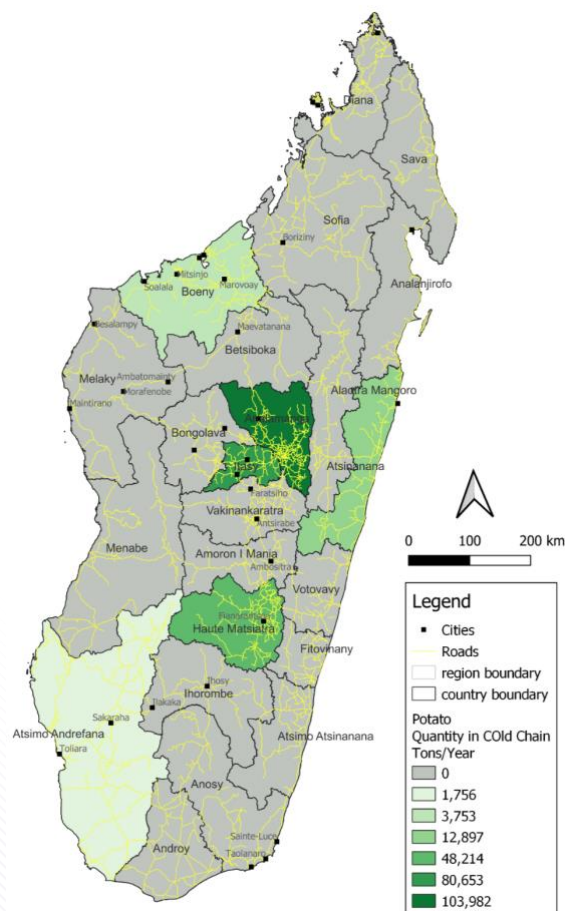 Diana
Sava
Sofia
Boriziny
Analanjirofo
Mitsinjo
Soalala
Marovoay
Boeny
Besalampy
Maevatanana
Betsiboka
Melaky
Ambatomainty
Morafenobe
Maintirano
Alaotra Mangoro
Bongolava
Itasy
Atsinanana
Faratsiho
Vakinankaratra
Antsirabe
Menabe
Amoron I Mania
Ambositra
Votovavy
Haute Matsiatra
Fitovinany
Ihosy
Ihorombe
Ilakaka
Sakaraha
Atsimo Andrefana
Toliara
Atsimo Atsinanana
Anosy
Sainte-Luce
Androy
Taolanaro
0 100 200 km
Legend
Cities
Roads
region boundary
country boundary
Potato
Quantity in COld Chain
Tons/Year
0
1,756
3,753
12,897
48,214
80,653
103,982